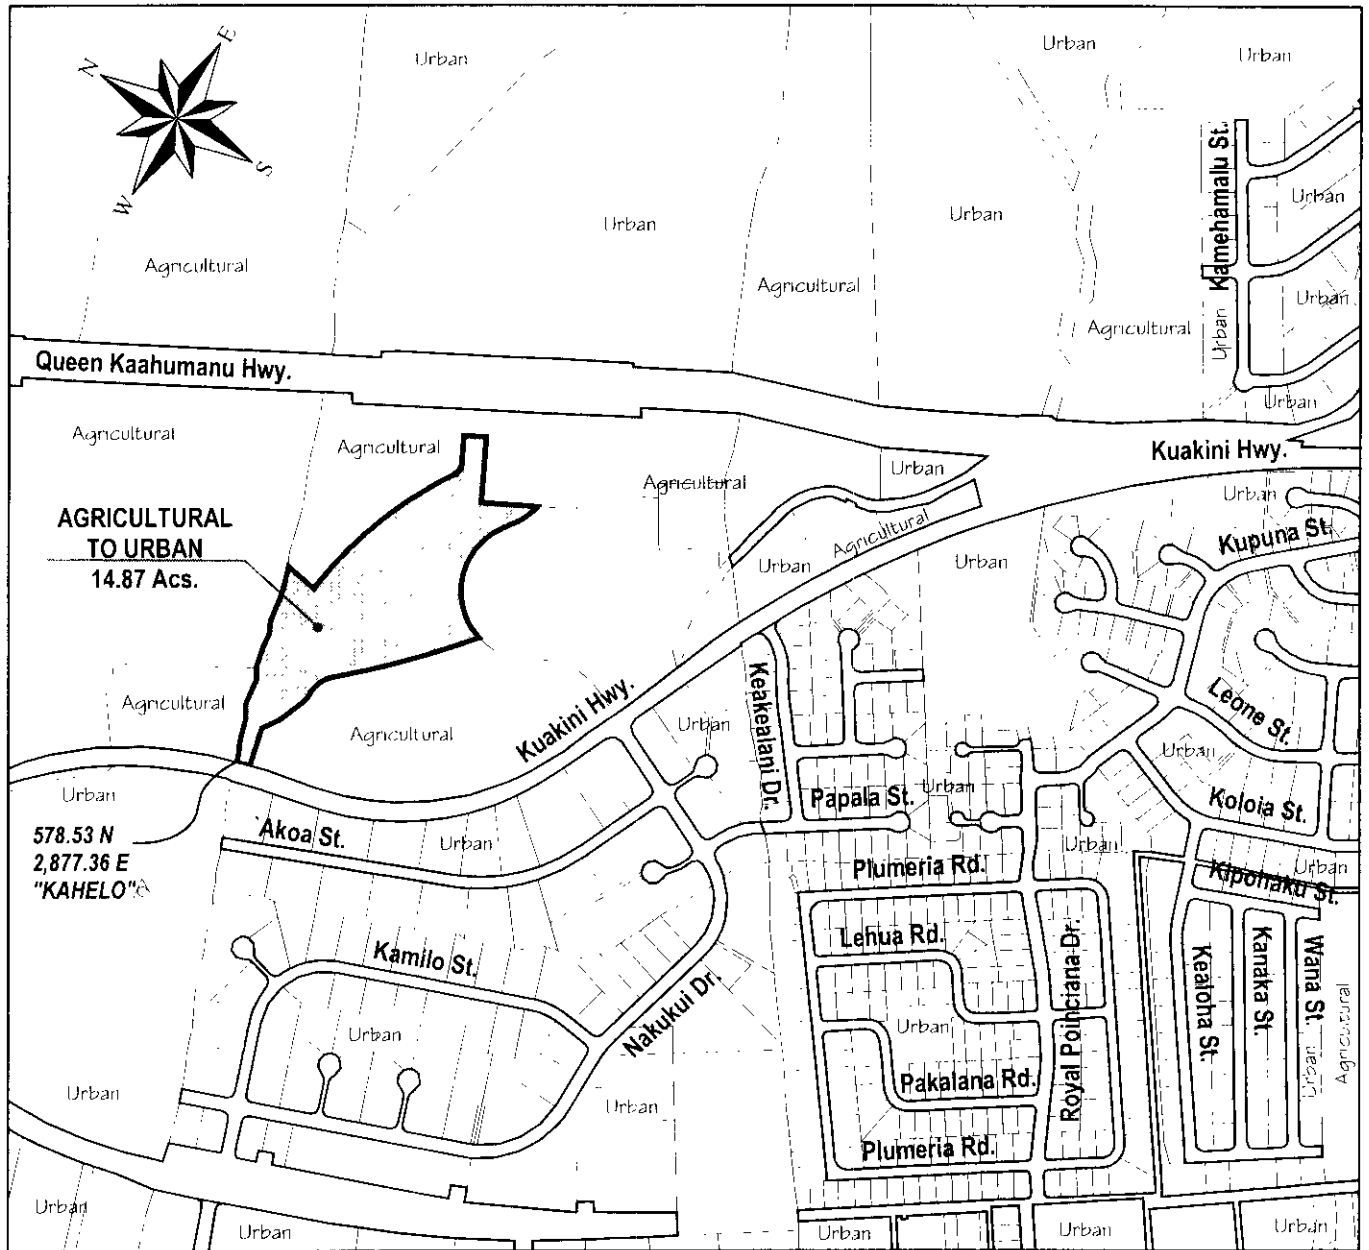 E
N
S
W
Urban
Urban
Urban
Kamehamalu St.
Urban
Urban
Urban
Agricultural
Agricultural
Urban
Agricultural
Urban
Queen Kaahumanu Hwy.
Urban
Agricultural
Agricultural
Kuakini Hwy.
Urban
Agricultural
Urban
AGRICULTURAL
TO URBAN
14.87 Acs.
Agricultural
Kupuna St.
Urban
Urban
Agricultural
Agricultural
Kuakini Hwy.
Urban
Keakealani Dr.
Leone St.
Urban
Urban
Papala St.
Urban
Koloia St.
578.53 N
2,877.36 E
"KAHELO"
Akoa St.
Urban
Urban
Plumeria Rd.
Urban
Kipohaku St.
Lehua Rd.
Kamilo St.
Nakukui Dr.
Royal Poinciana Dr.
Kealoha St.
Kanaka St.
Wana St.
Agricultural
Urban
Urban
Urban
Urban
Urban
Pakalana Rd.
Plumeria Rd.
Urban
Urban
Urban
Urban
Urban